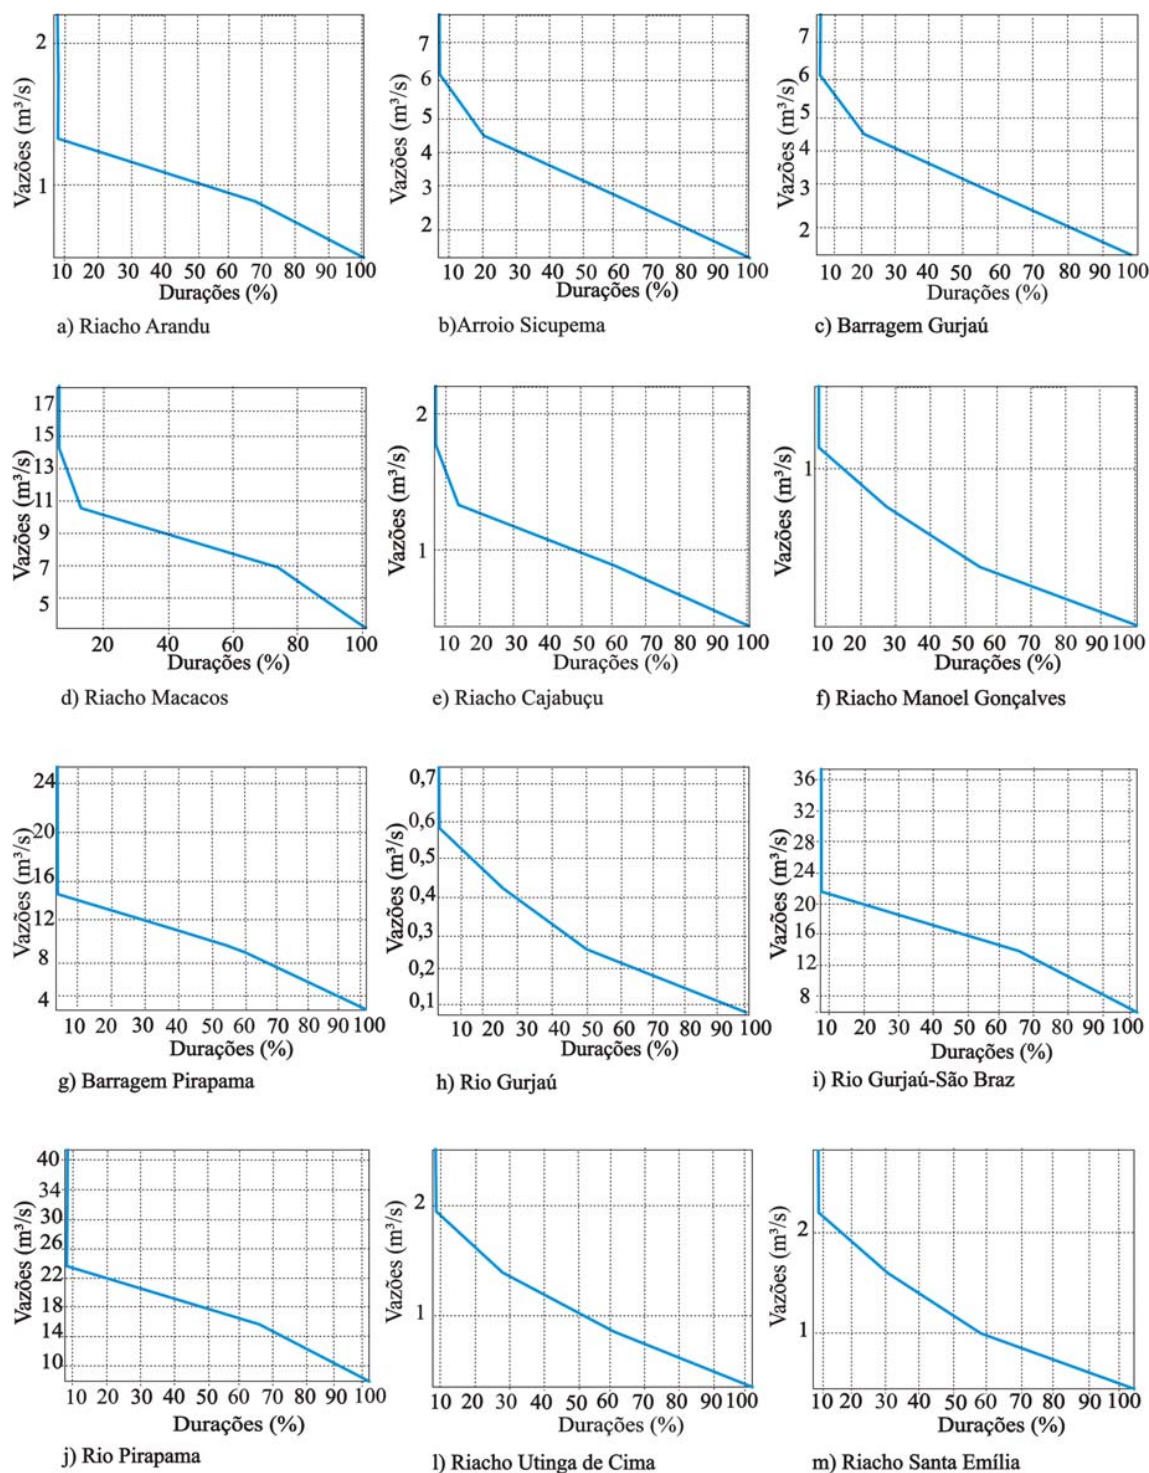 Vazões (m³/s)
2
1
10 20 30 40 50 60 70 80 90 100
Durações (%)
a) Riacho Arandu
Vazões (m³/s)
7
6
5
4
3
2
10 20 30 40 50 60 70 80 90 100
Durações (%)
b)Arroio Sicupema
Vazões (m³/s)
7
6
5
4
3
2
10 20 30 40 50 60 70 80 90 100
Durações (%)
c) Barragem Gurjaú
Vazões (m³/s)
17
15
13
11
9
7
5
20 40 60 80 100
Durações (%)
d) Riacho Macacos
Vazões (m³/s)
2
1
10 20 30 40 50 60 70 80 90 100
Durações (%)
e) Riacho Cajabuçu
Vazões (m³/s)
1
10 20 30 40 50 60 70 80 90 100
Durações (%)
f) Riacho Manoel Gonçalves
Vazões (m³/s)
24
20
16
12
8
4
10 20 30 40 50 60 70 80 90 100
Durações (%)
g) Barragem Pirapama
Vazões (m³/s)
0,7
0,6
0,5
0,4
0,3
0,2
0,1
10 20 30 40 50 60 70 80 90 100
Durações (%)
h) Rio Gurjaú
Vazões (m³/s)
36
32
28
24
20
16
12
8
10 20 30 40 50 60 70 80 90 100
Durações (%)
i) Rio Gurjaú-São Braz
Vazões (m³/s)
40
34
30
26
22
18
14
10
10 20 30 40 50 60 70 80 90 100
Durações (%)
j) Rio Pirapama
Vazões (m³/s)
2
1
10 20 30 40 50 60 70 80 90 100
Durações (%)
l) Riacho Utinga de Cima
Vazões (m³/s)
2
1
10 20 30 40 50 60 70 80 90 100
Durações (%)
m) Riacho Santa Emília